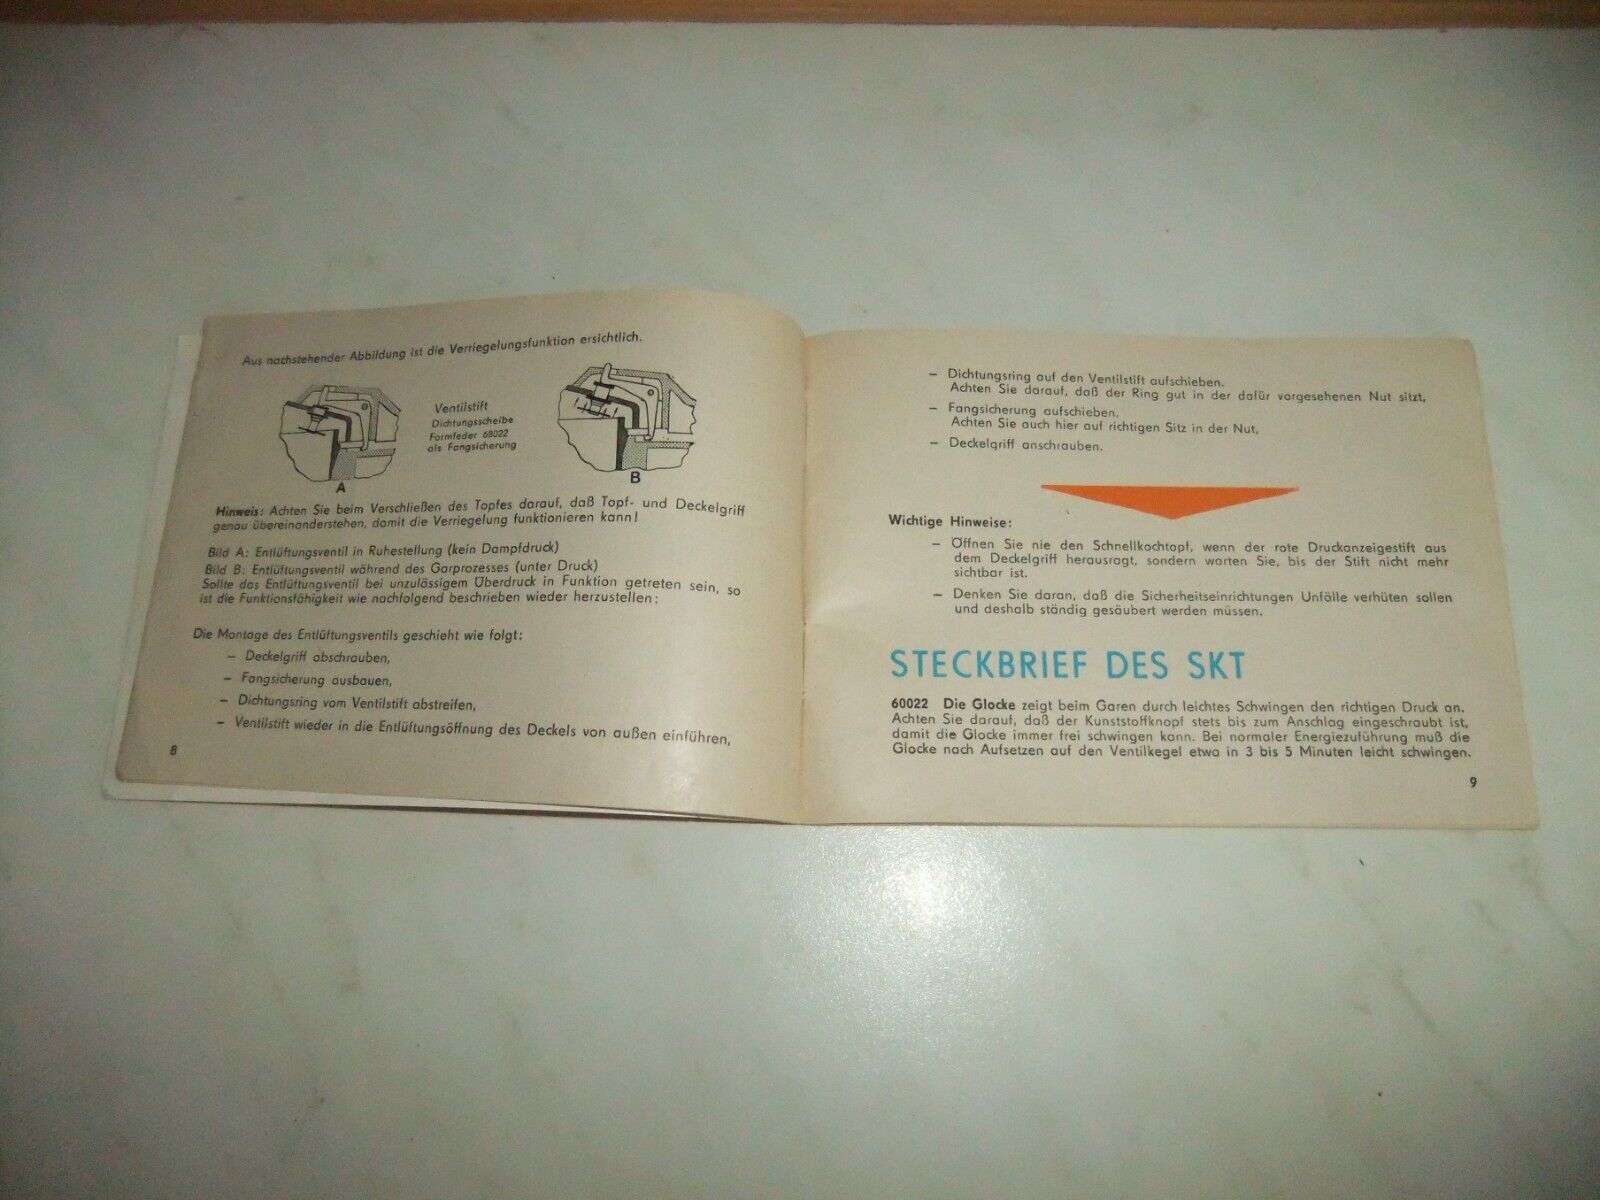 Aus nachstehender Abbildung ist die Verriegelungsfunktion ersichtlich.
Ventilstift
Dichtungsscheibe
Formfeder 68022
als Fangsicherung
A
B
Hinweis: Achten Sie beim Verschließen des Topfes darauf, daß Topf- und Deckelgriff
genau übereinanderstehen, damit die Verriegelung funktionieren kann!
Bild A: Entlüftungsventil in Ruhestellung (kein Dampfdruck)
Bild B: Entlüftungsventil während des Garprozesses (unter Druck)
Sollte das Entlüftungsventil bei unzulässigem Überdruck in Funktion getreten sein, so
ist die Funktionsfähigkeit wie nachfolgend beschrieben wieder herzustellen:
Die Montage des Entlüftungsventils geschieht wie folgt:
– Deckelgriff abschrauben,
– Fangsicherung ausbauen,
– Dichtungsring vom Ventilstift abstreifen,
– Ventilstift wieder in die Entlüftungsöffnung des Deckels von außen einführen,
8
– Dichtungsring auf den Ventilstift aufschieben.
Achten Sie darauf, daß der Ring gut in der dafür vorgesehenen Nut sitzt,
– Fangsicherung aufschieben.
Achten Sie auch hier auf richtigen Sitz in der Nut,
– Deckelgriff anschrauben.
Wichtige Hinweise:
– Öffnen Sie nie den Schnellkochtopf, wenn der rote Druckanzeigestift aus
dem Deckelgriff herausragt, sondern warten Sie, bis der Stift nicht mehr
sichtbar ist.
– Denken Sie daran, daß die Sicherheitseinrichtungen Unfälle verhüten sollen
und deshalb ständig gesäubert werden müssen.
STECKBRIEF DES SKT
60022 Die Glocke zeigt beim Garen durch leichtes Schwingen den richtigen Druck an.
Achten Sie darauf, daß der Kunststoffknopf stets bis zum Anschlag eingeschraubt ist,
damit die Glocke immer frei schwingen kann. Bei normaler Energiezuführung muß die
Glocke nach Aufsetzen auf den Ventilkegel etwa in 3 bis 5 Minuten leicht schwingen.
9